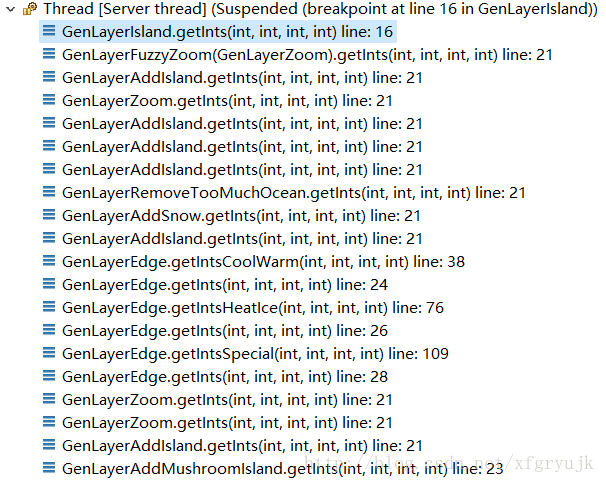 Thread [Server thread] (Suspended (breakpoint at line 16 in GenLayerIsland))
GenLayerIsland.getInts(int, int, int, int) line: 16
GenLayerFuzzyZoom(GenLayerZoom).getInts(int, int, int, int) line: 21
GenLayerAddIsland.getInts(int, int, int, int) line: 21
GenLayerZoom.getInts(int, int, int, int) line: 21
GenLayerAddIsland.getInts(int, int, int, int) line: 21
GenLayerAddIsland.getInts(int, int, int, int) line: 21
GenLayerAddIsland.getInts(int, int, int, int) line: 21
GenLayerRemoveTooMuchOcean.getInts(int, int, int, int) line: 21
GenLayerAddSnow.getInts(int, int, int, int) line: 21
GenLayerAddIsland.getInts(int, int, int, int) line: 21
GenLayerEdge.getIntsCoolWarm(int, int, int, int) line: 38
GenLayerEdge.getInts(int, int, int, int) line: 24
GenLayerEdge.getIntsHeatIce(int, int, int, int) line: 76
GenLayerEdge.getInts(int, int, int, int) line: 26
GenLayerEdge.getIntsSpecial(int, int, int, int) line: 109
GenLayerEdge.getInts(int, int, int, int) line: 28
GenLayerZoom.getInts(int, int, int, int) line: 21
GenLayerZoom.getInts(int, int, int, int) line: 21
GenLayerAddIsland.getInts(int, int, int, int) line: 21
GenLayerAddMushroomIsland.getInts(int, int, int, int) line: 23
http://blog.csdn.net/xfgryujk